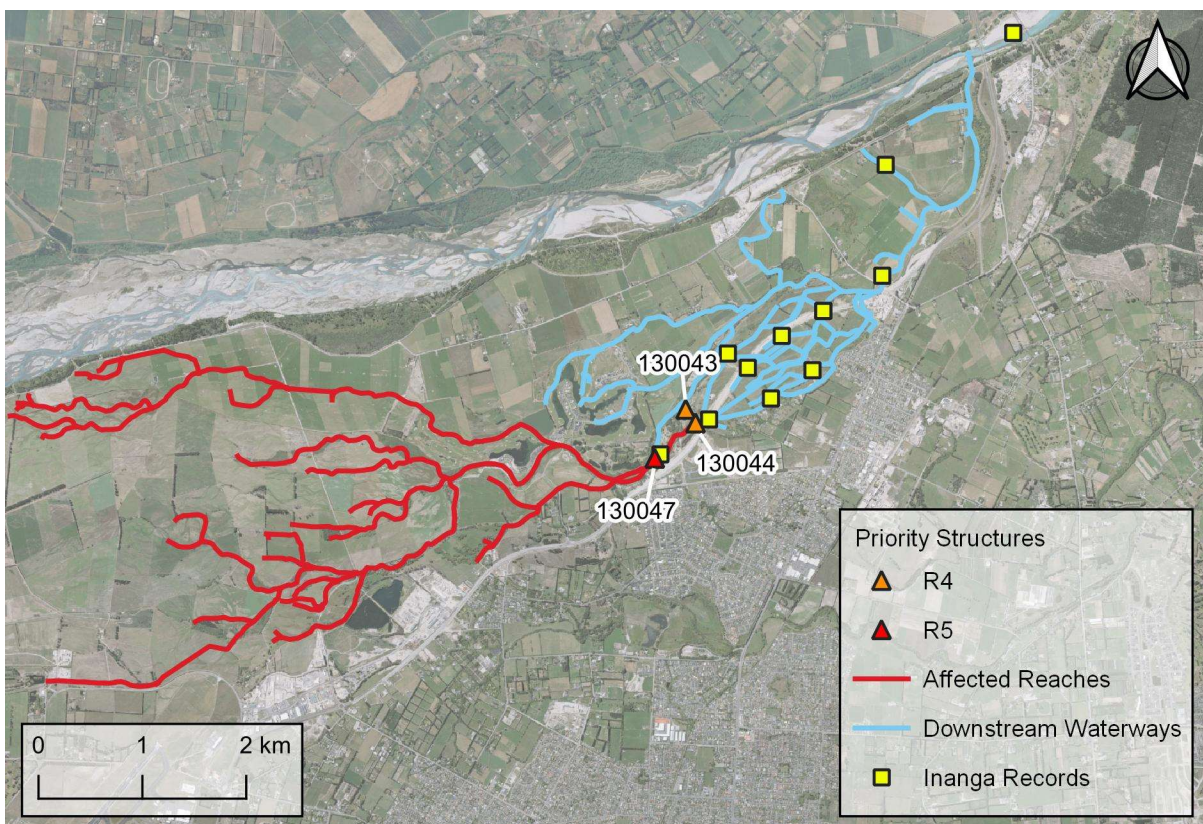 130043
130044
130047
Priority Structures
R4
R5
Affected Reaches
Downstream Waterways
Inanga Records
0 1 2 km